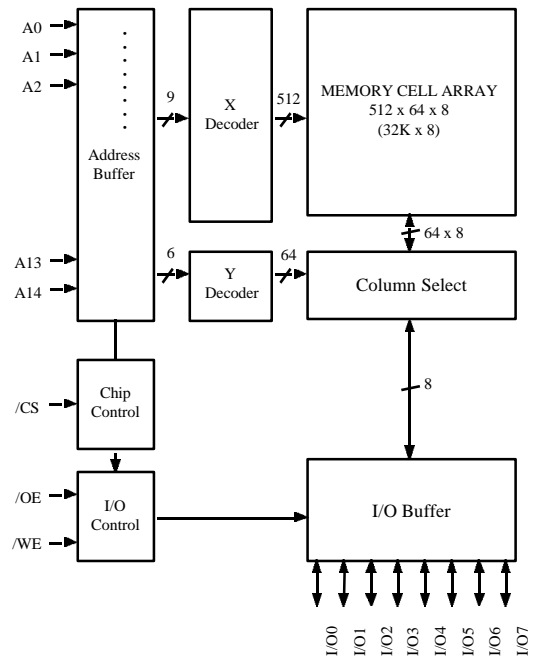 A0
A1
A2
A13
A14
Address
Buffer
9
X
Decoder
512
MEMORY CELL ARRAY
512 x 64 x 8
(32K x 8)
64 x 8
6
Y
Decoder
64
Column Select
8
/CS
Chip
Control
/OE
/WE
I/O
Control
I/O Buffer
I/O0
I/O1
I/O2
I/O3
I/O4
I/O5
I/O6
I/O7